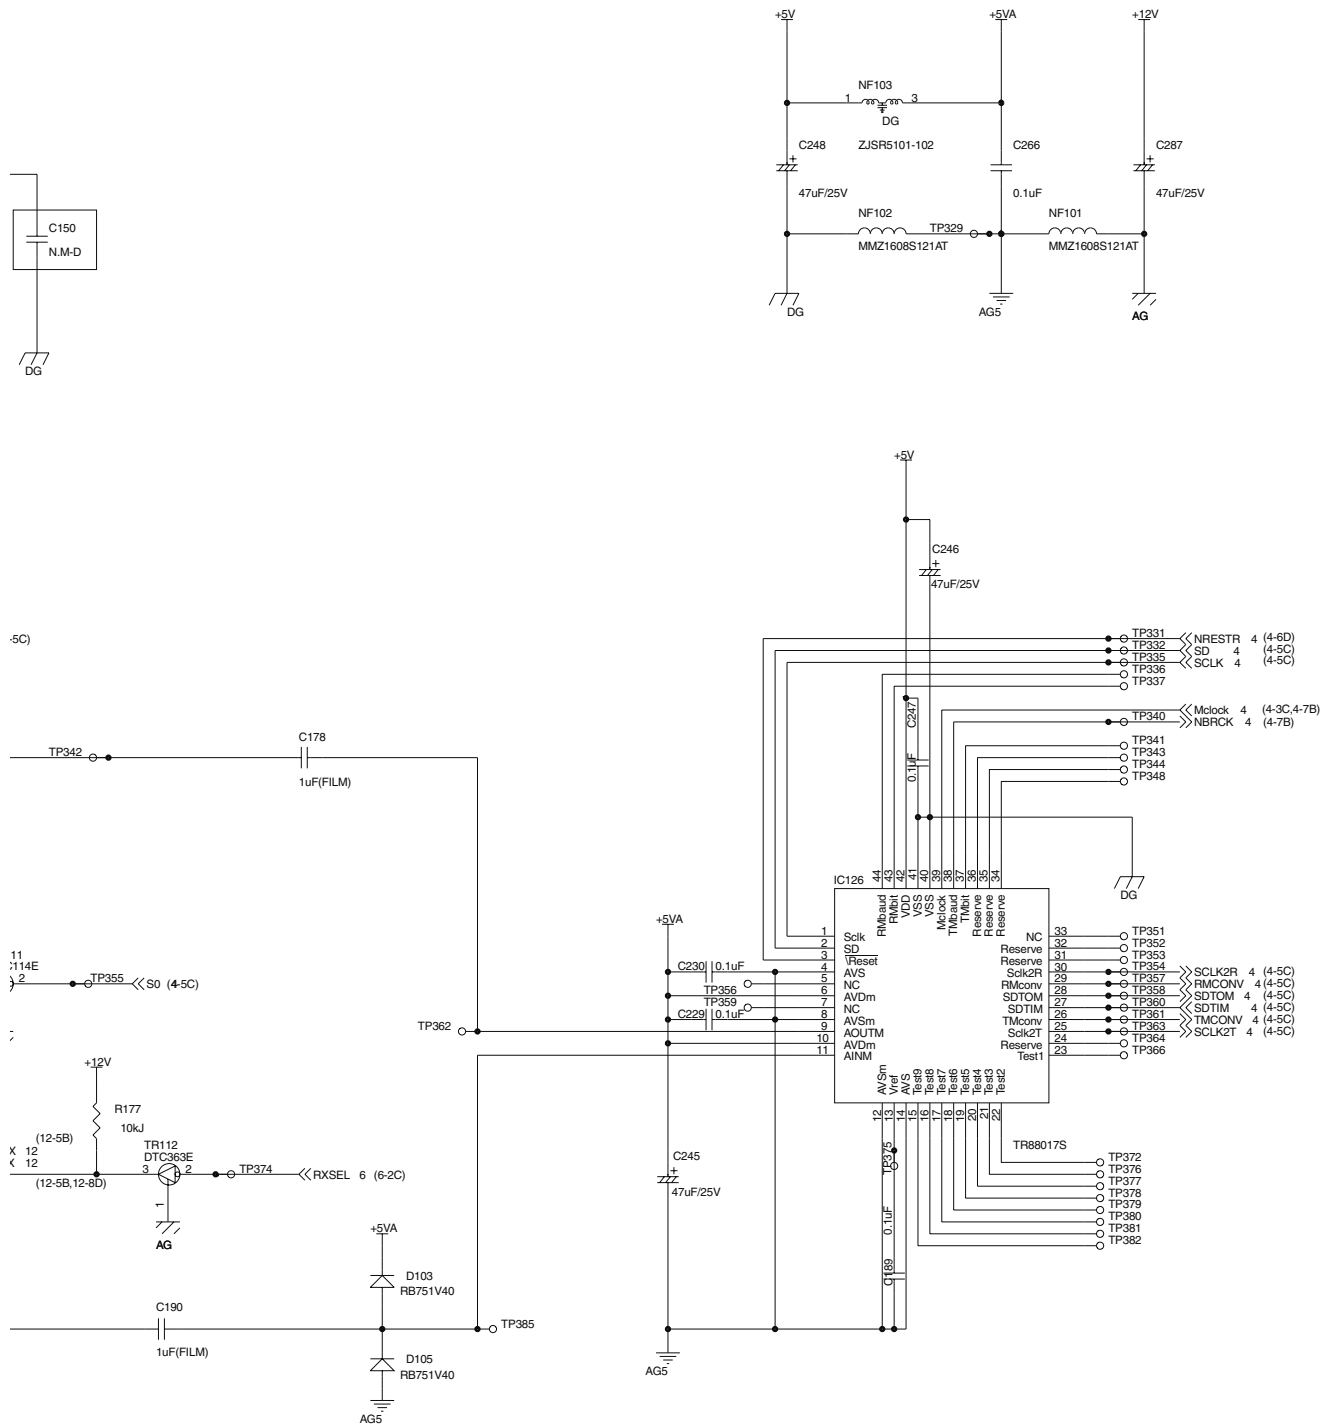 +5V
+5VA
+12V
NF103
1
3
DG
C248
+
ZJSR5101-102
C266
C287
+
47uF/25V
0.1uF
47uF/25V
NF102
TP329
NF101
MMZ1608S121AT
MMZ1608S121AT
DG
AG5
AG
C150
N.M-D
DG
+5V
C246
+
47uF/25V
-5C)
TP331
NRESTR 4 (4-6D)
TP332
SD 4 (4-5C)
TP335
SCLK 4 (4-5C)
TP336
TP337
C247
0.1uF
Mclock 4 (4-3C,4-7B)
TP340
NBRCK 4 (4-7B)
TP341
TP343
TP344
TP348
TP342
C178
1uF(FILM)
DG
IC126
44
43
42
41
40
39
38
37
36
35
34
RMbaud
RMbit
VDD
VSS
VSS
Mclock
TMbaud
TMbit
Reserve
Reserve
Reserve
+5VA
1 Sclk
2 SD
3 \Reset
4 AVS
5 NC
6 AVDm
7 NC
8 AVSm
9 AOUTM
10 AVDm
11 AINM
C230 0.1uF
TP356
TP359
C229 0.1uF
TP362
NC 33 TP351
Reserve 32 TP352
Reserve 31 TP353
Sclk2R 30 TP354 SCLK2R 4 (4-5C)
RMconv 29 TP357 RMCONV 4 (4-5C)
SDTOM 28 TP358 SDTOM 4 (4-5C)
SDTIM 27 TP360 SDTIM 4 (4-5C)
TMconv 26 TP361 TMCONV 4 (4-5C)
Sclk2T 25 TP363 SCLK2T 4 (4-5C)
Reserve 24 TP364
Test1 23 TP366
AVSm
Vref
AVS
Test9
Test8
Test7
Test6
Test5
Test4
Test3
Test2
12
13
14
15
16
17
18
19
20
21
22
TR88017S
11
C114E
2
TP355
S0 (4-5C)
+12V
R177
10kJ
(12-5B)
X 12
X 12
(12-5B,12-8D)
TR112
DTC363E
3
2
1
TP374
RXSEL 6 (6-2C)
AG
C245
+
47uF/25V
TP375
0.1uF
C189
TP372
TP376
TP377
TP378
TP379
TP380
TP381
TP382
+5VA
D103
RB751V40
C190
1uF(FILM)
TP385
D105
RB751V40
AG5
AG5